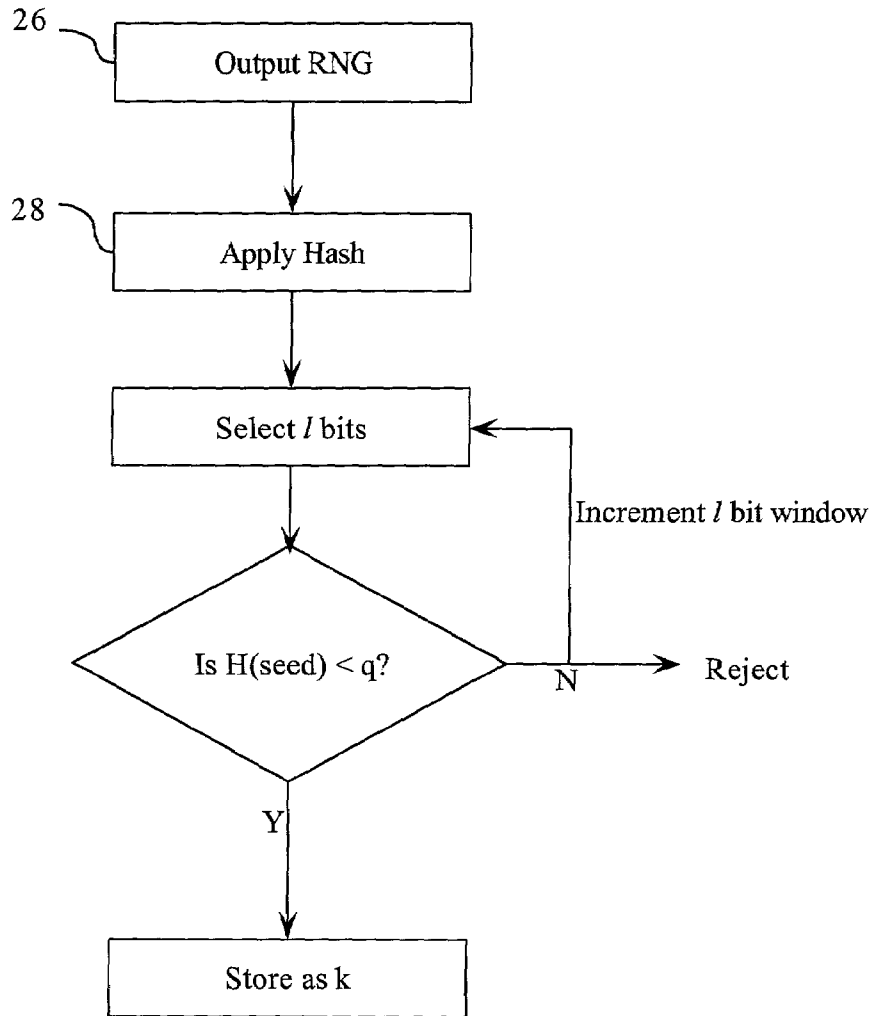 26
Output RNG
28
Apply Hash
Select l bits
Increment l bit window
Is H(seed) < q?
N
Reject
Y
Store as k